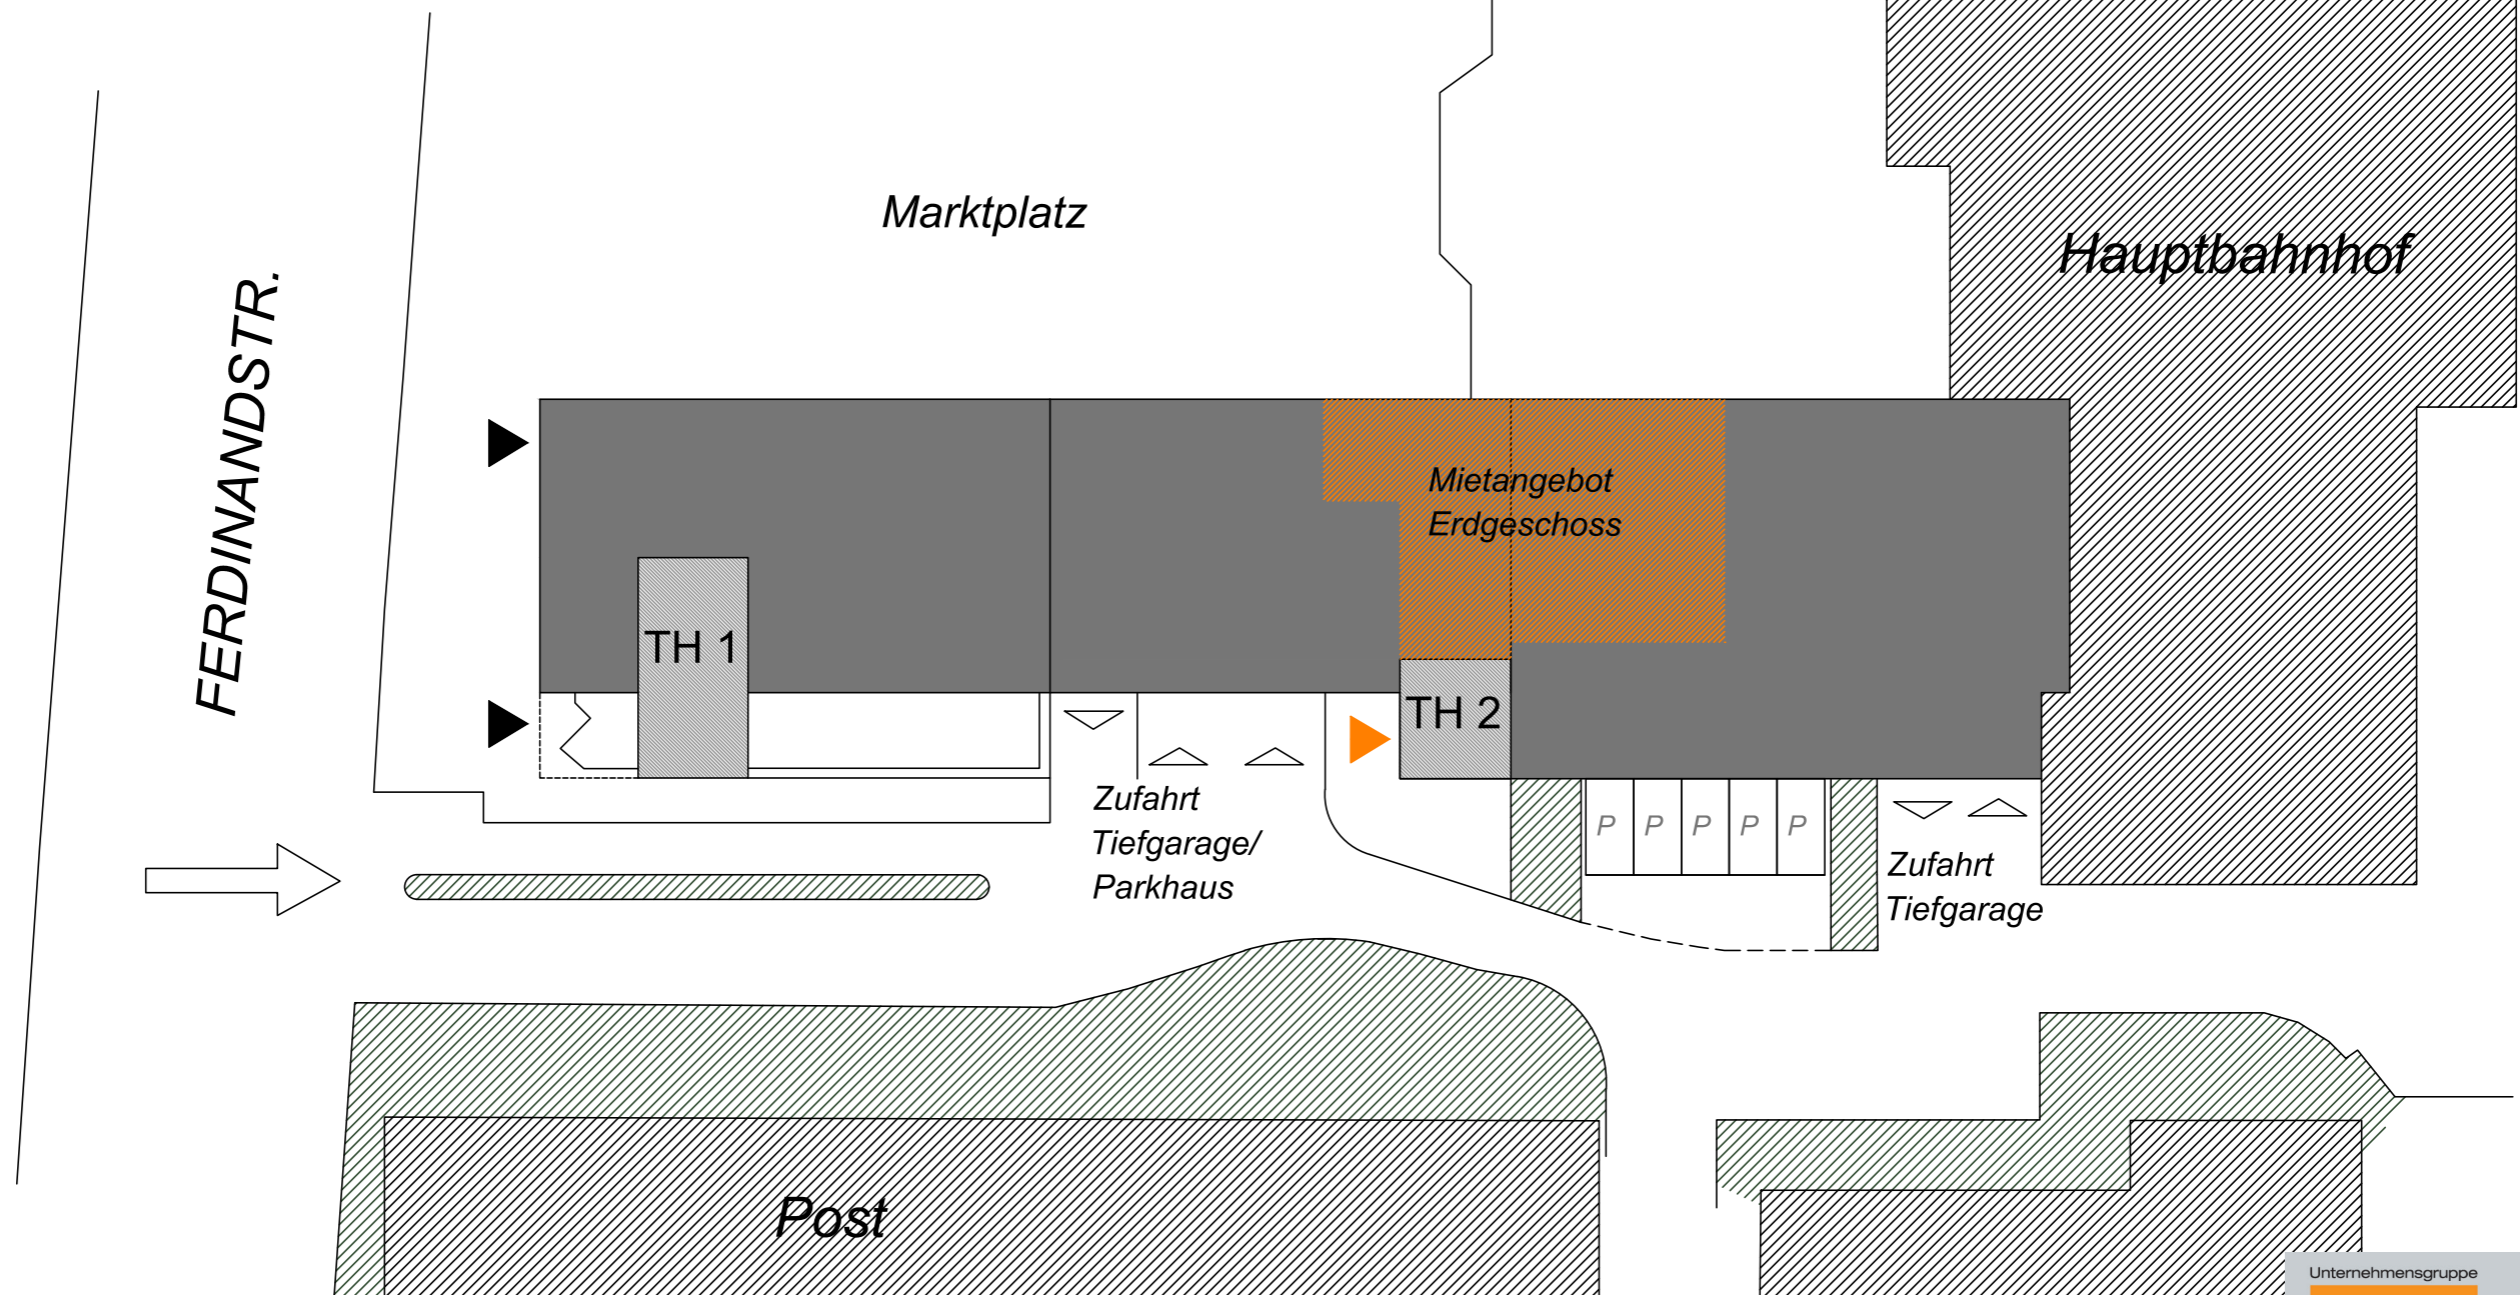 Marktplatz
Hauptbahnhof
FERDINANDSTR.
Mietangebot
Erdgeschoss
TH 1
TH 2
Zufahrt
Tiefgarage/
Parkhaus
P P P P P
Zufahrt
Tiefgarage
Post
Unternehmensgruppe